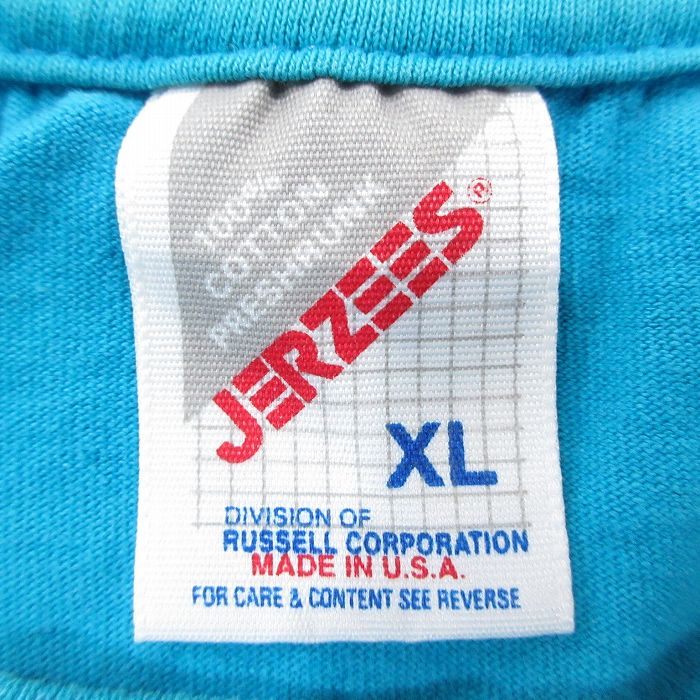 100%
COTTON
PRESHRUNK
JERZEES®
XL
DIVISION OF
RUSSELL CORPORATION
MADE IN U.S.A.
FOR CARE & CONTENT SEE REVERSE